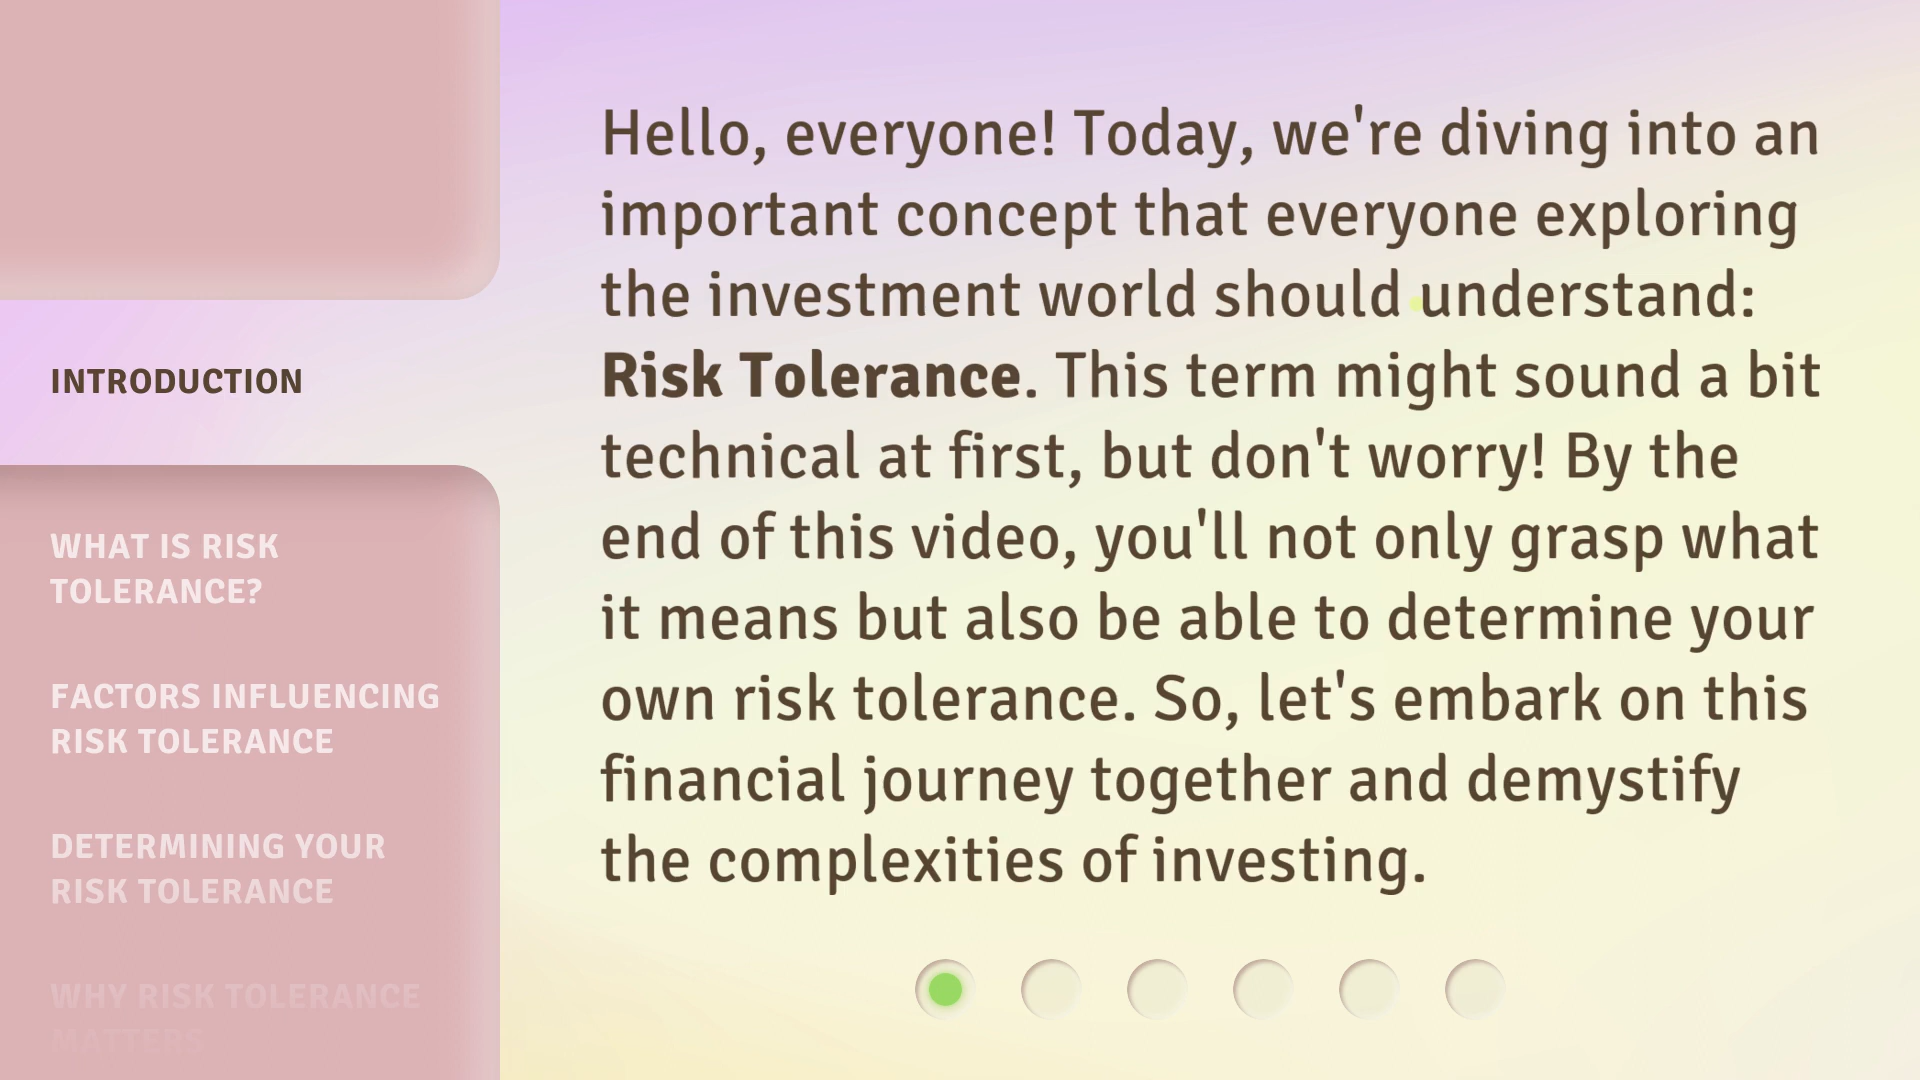 INTRODUCTION
WHAT IS RISK
TOLERANCE?
FACTORS INFLUENCING
RISK TOLERANCE
DETERMINING YOUR
RISK TOLERANCE
WHY RISK TOLERANCE
MATTERS
Hello, everyone! Today, we're diving into an
important concept that everyone exploring
the investment world should understand:
Risk Tolerance. This term might sound a bit
technical at first, but don't worry! By the
end of this video, you'll not only grasp what
it means but also be able to determine your
own risk tolerance. So, let's embark on this
financial journey together and demystify
the complexities of investing.